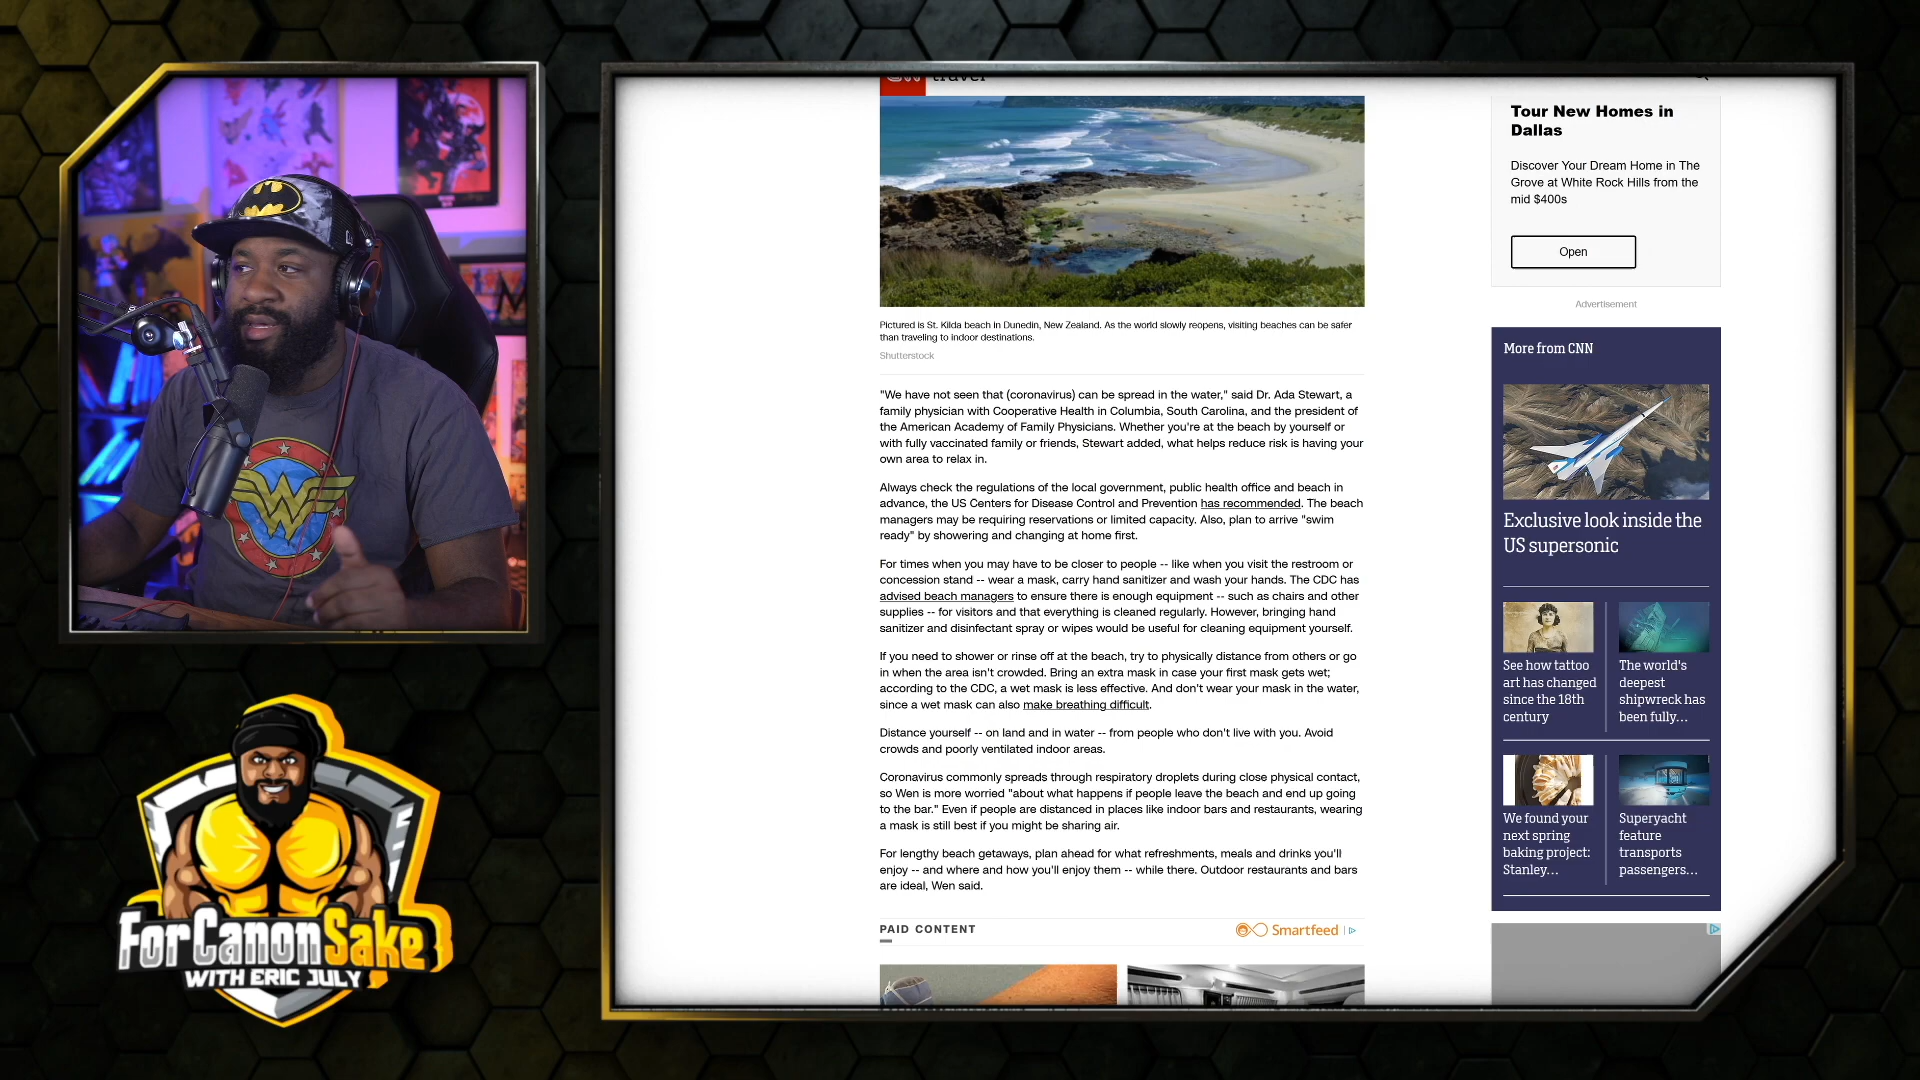 CNN travel
Pictured is St. Kilda beach in Dunedin, New Zealand. As the world slowly reopens, visiting beaches can be safer
than traveling to indoor destinations.
Shutterstock
"We have not seen that (coronavirus) can be spread in the water," said Dr. Ada Stewart, a
family physician with Cooperative Health in Columbia, South Carolina, and the president of
the American Academy of Family Physicians. Whether you're at the beach by yourself or
with fully vaccinated family or friends, Stewart added, what helps reduce risk is having your
own area to relax in.
Always check the regulations of the local government, public health office and beach in
advance, the US Centers for Disease Control and Prevention has recommended. The beach
managers may be requiring reservations or limited capacity. Also, plan to arrive "swim
ready" by showering and changing at home first.
For times when you may have to be closer to people -- like when you visit the restroom or
concession stand -- wear a mask, carry hand sanitizer and wash your hands. The CDC has
advised beach managers to ensure there is enough equipment -- such as chairs and other
supplies -- for visitors and that everything is cleaned regularly. However, bringing hand
sanitizer and disinfectant spray or wipes would be useful for cleaning equipment yourself.
If you need to shower or rinse off at the beach, try to physically distance from others or go
in when the area isn't crowded. Bring an extra mask in case your first mask gets wet;
according to the CDC, a wet mask is less effective. And don't wear your mask in the water,
since a wet mask can also make breathing difficult.
Distance yourself -- on land and in water -- from people who don't live with you. Avoid
crowds and poorly ventilated indoor areas.
Coronavirus commonly spreads through respiratory droplets during close physical contact,
so Wen is more worried "about what happens if people leave the beach and end up going
to the bar." Even if people are distanced in places like indoor bars and restaurants, wearing
a mask is still best if you might be sharing air.
For lengthy beach getaways, plan ahead for what refreshments, meals and drinks you'll
enjoy -- and where and how you'll enjoy them -- while there. Outdoor restaurants and bars
are ideal, Wen said.
PAID CONTENT
Smartfeed
Tour New Homes in
Dallas
Discover Your Dream Home in The
Grove at White Rock Hills from the
mid $400s
Open
Advertisement
More from CNN
Exclusive look inside the
US supersonic
See how tattoo
art has changed
since the 18th
century
The world's
deepest
shipwreck has
been fully...
We found your
next spring
baking project:
Stanley...
Superyacht
feature
transports
passengers...
ForCanonSake
WITH ERIC JULY